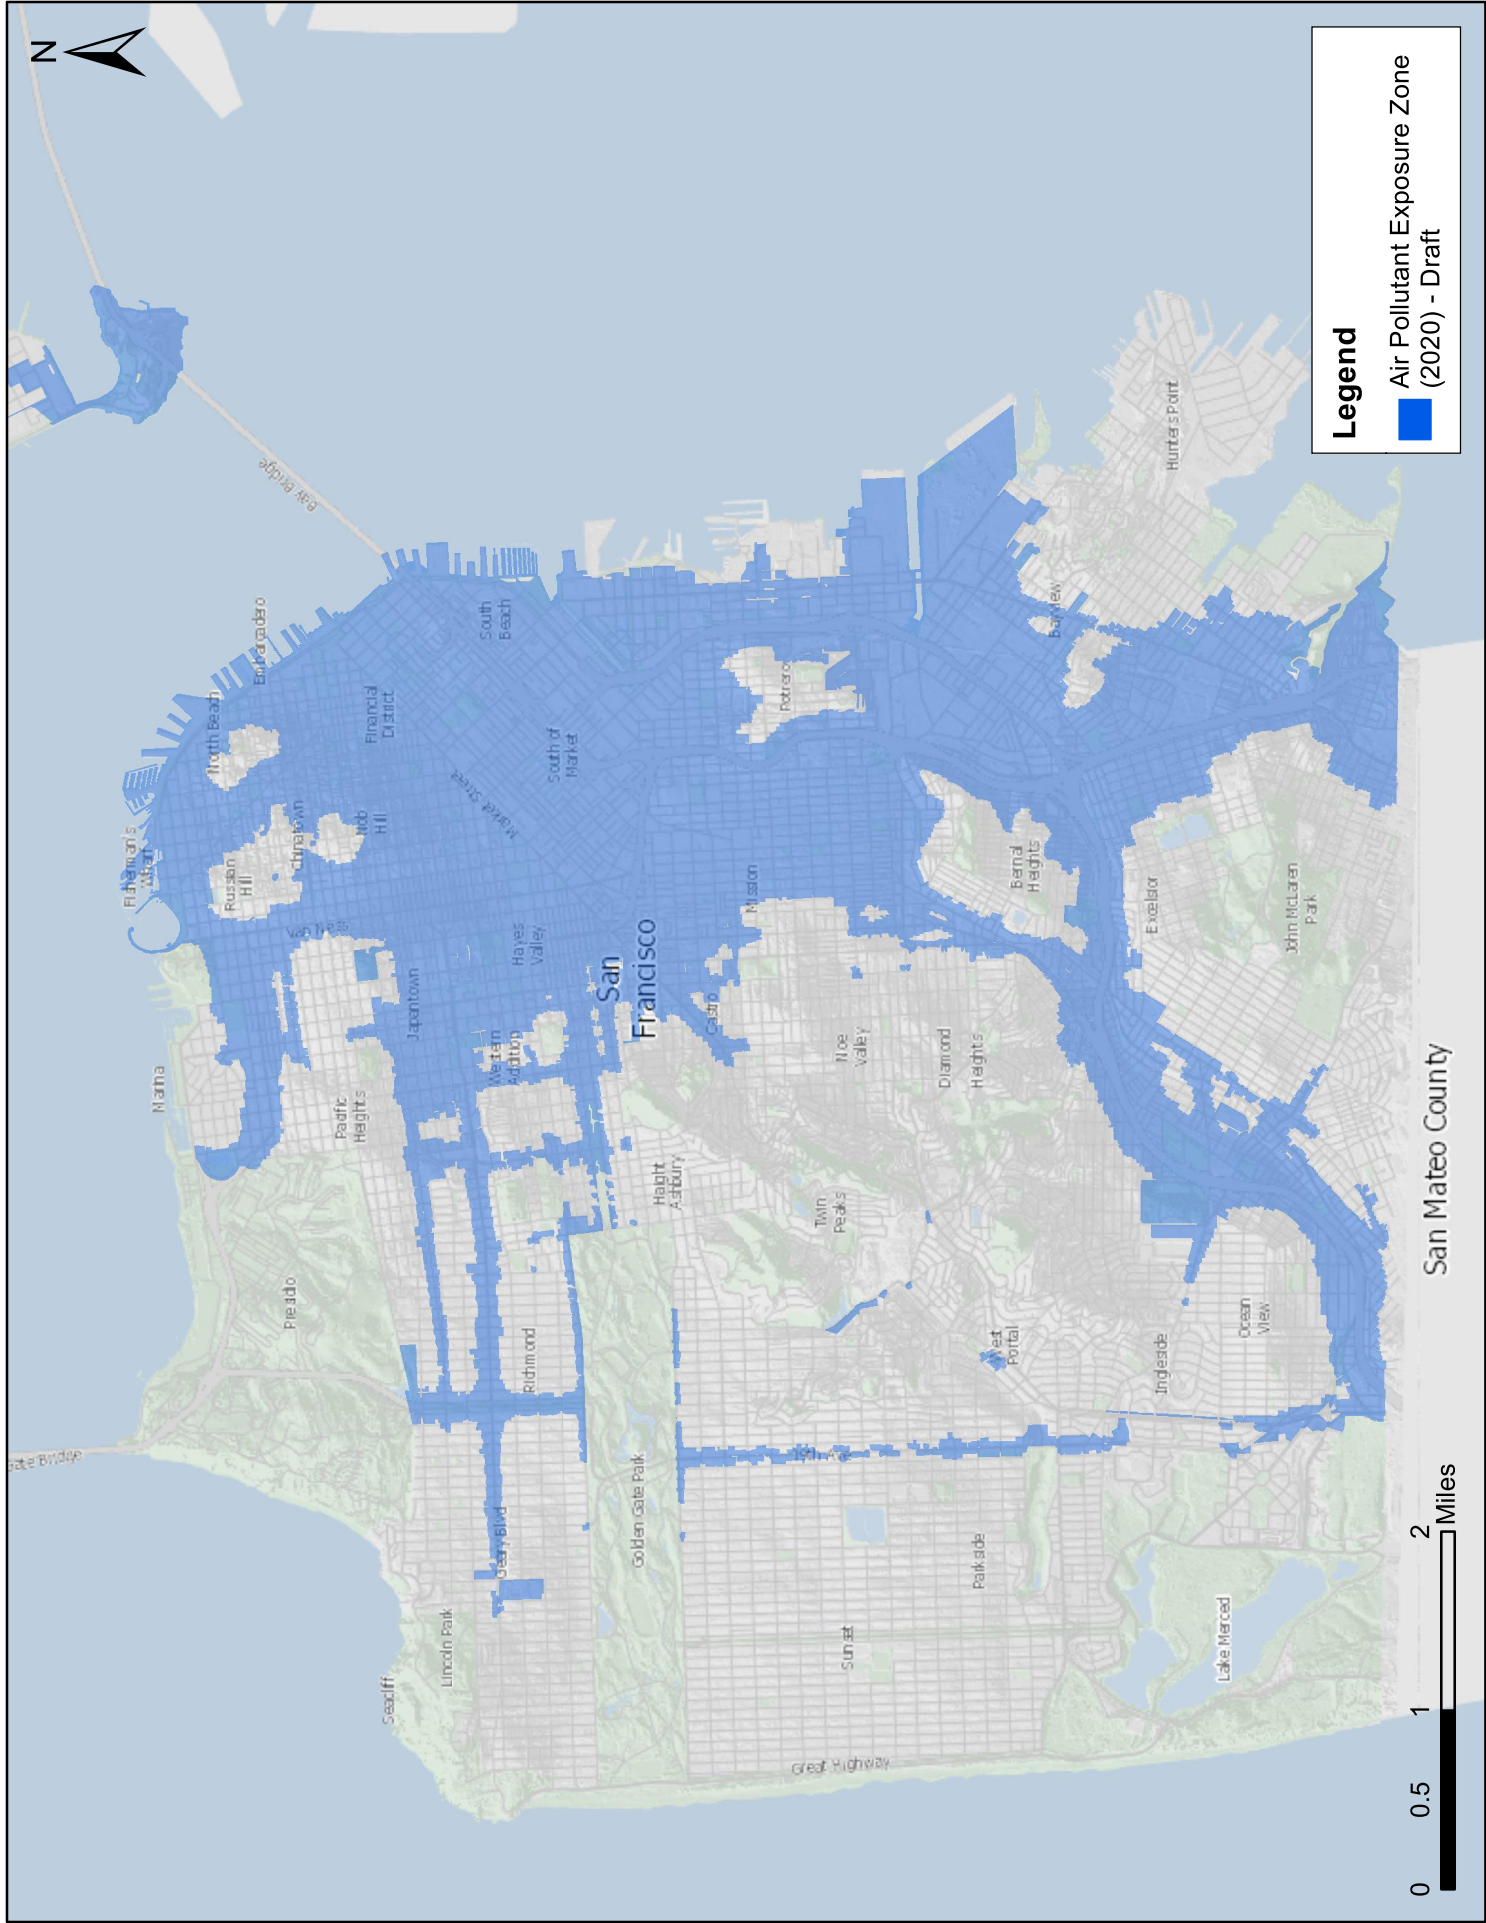 N
Gate Bridge
Bay Bridge
Fisherman's
Wharf
North Beach
Embarcadero
Marina
Russian
Hill
Chinatown
Nob
Hill
Financial
District
Van Ness
Pacific
Heights
Presidio
Japantown
Market Street
South
Beach
South of
Market
Hayes
Valley
Western
Addition
Seacliff
Lincoln Park
Geary Blvd
Richmond
San
Francisco
Golden Gate Park
Haight
Ashbury
Castro
Mission
Potrero
Twin
Peaks
Noe
Valley
Sunset
19th Ave
Great Highway
Diamond
Heights
Bernal
Heights
Bayview
Hunters Point
Parkside
West
Portal
Excelsior
Ingleside
Lake Merced
Ocean
View
John McLaren
Park
San Mateo County
0
0.5
1
2
Miles
Legend
Air Pollutant Exposure Zone
(2020) - Draft